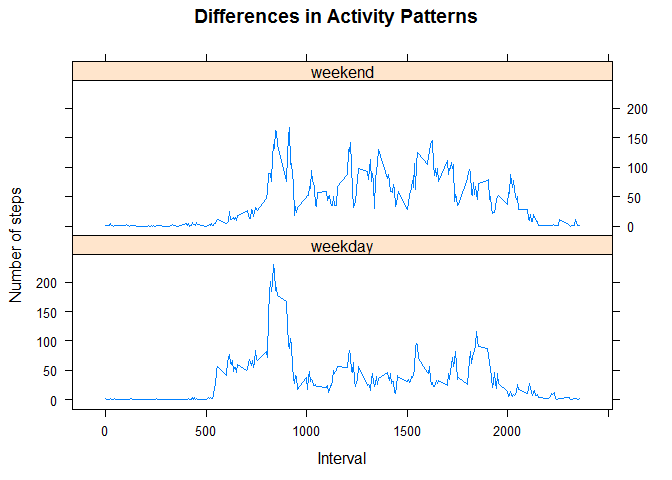 Differences in Activity Patterns
weekend
200
150
100
50
0
weekday
200
150
100
50
0
Number of steps
0 500 1000 1500 2000
Interval